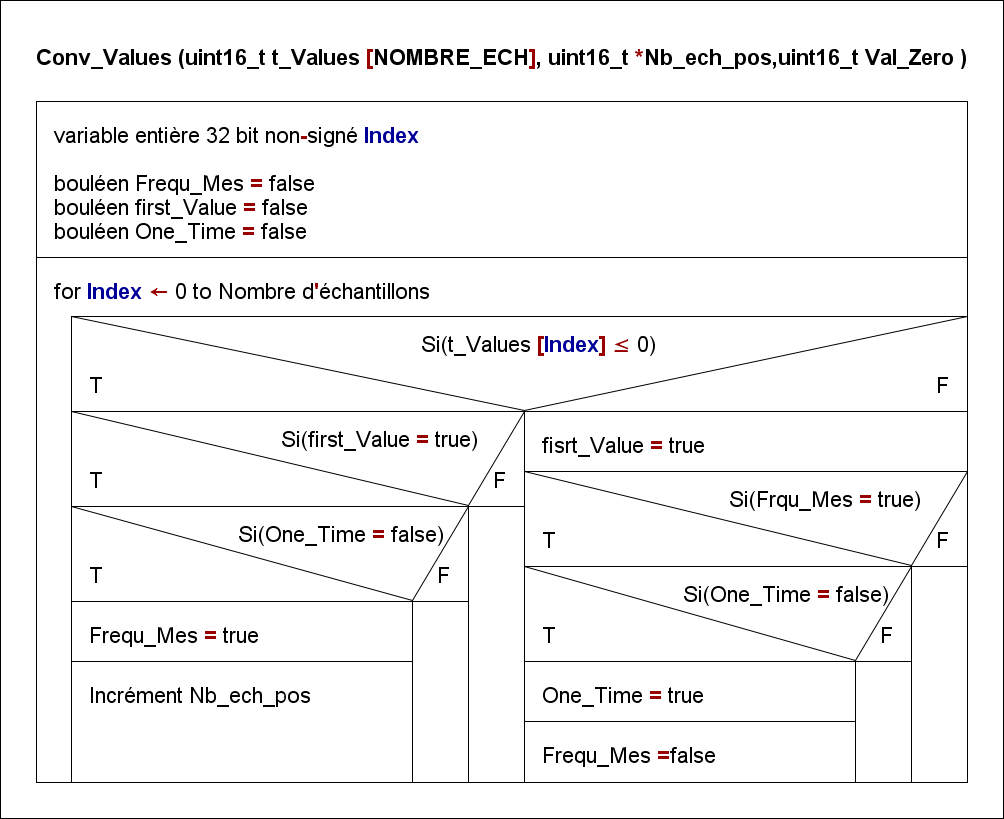 Conv_Values (uint16_t t_Values [NOMBRE_ECH], uint16_t *Nb_ech_pos,uint16_t Val_Zero )
variable entière 32 bit non-signé Index
bouléen Frequ_Mes = false
bouléen first_Value = false
bouléen One_Time = false
for Index ← 0 to Nombre d'échantillons
Si(t_Values [Index] ≤ 0)
T
F
Si(first_Value = true)
T
F
Si(One_Time = false)
T
F
Frequ_Mes = true
Incrément Nb_ech_pos
fisrt_Value = true
Si(Frqu_Mes = true)
T
F
Si(One_Time = false)
T
F
One_Time = true
Frequ_Mes =false